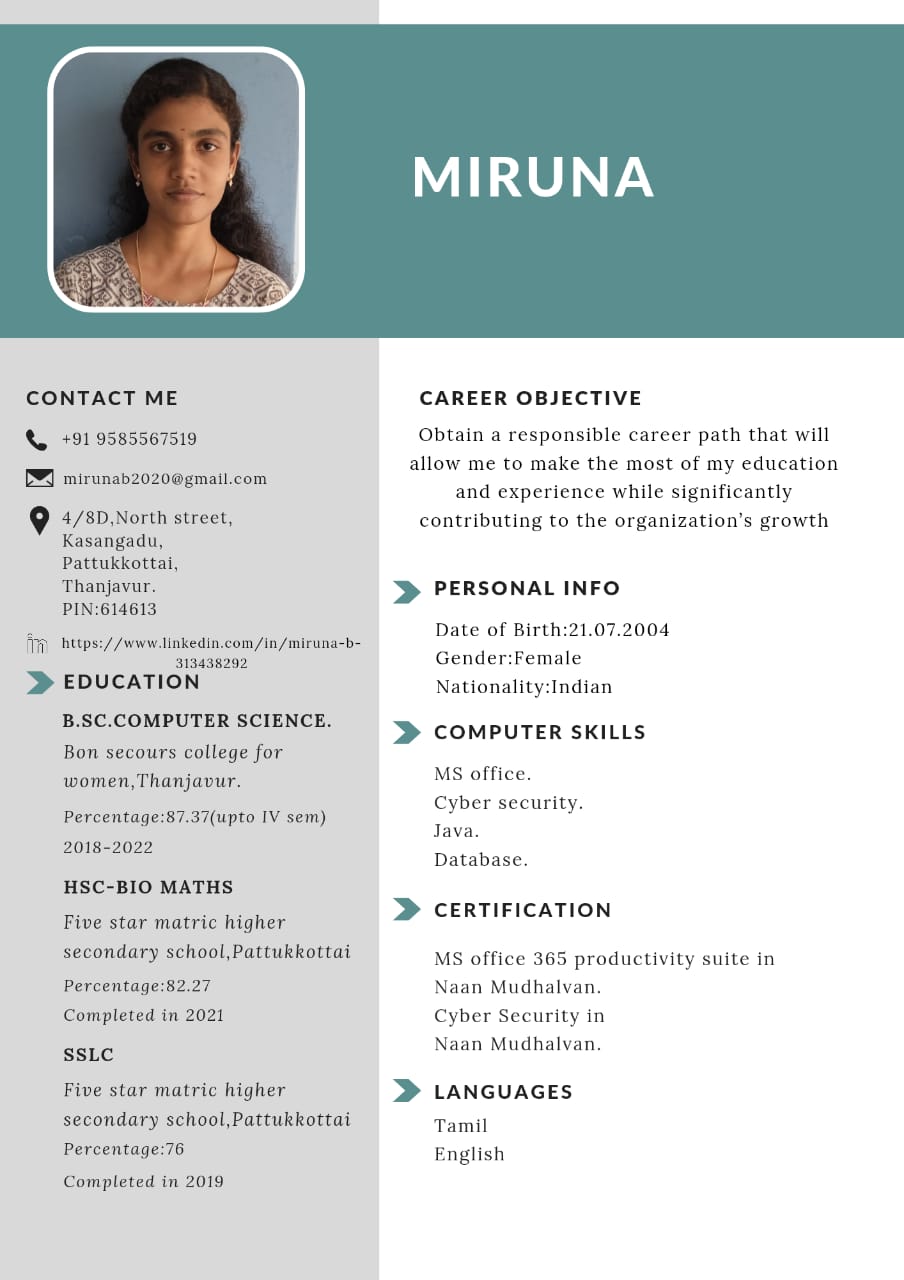 MIRUNA
CONTACT ME
+91 9585567519
mirunab2020@gmail.com
4/8D,North street,
Kasangadu,
Pattukkottai,
Thanjavur.
PIN:614613
in
https://www.linkedin.com/in/miruna-b-
313438292
EDUCATION
B.SC.COMPUTER SCIENCE.
Bon secours college for
women,Thanjavur.
Percentage:87.37(upto IV sem)
2018-2022
HSC-BIO MATHS
Five star matric higher
secondary school,Pattukkottai
Percentage:82.27
Completed in 2021
SSLC
Five star matric higher
secondary school,Pattukkottai
Percentage:76
Completed in 2019
CAREER OBJECTIVE
Obtain a responsible career path that will
allow me to make the most of my education
and experience while significantly
contributing to the organization’s growth
PERSONAL INFO
Date of Birth:21.07.2004
Gender:Female
Nationality:Indian
COMPUTER SKILLS
MS office.
Cyber security.
Java.
Database.
CERTIFICATION
MS office 365 productivity suite in
Naan Mudhalvan.
Cyber Security in
Naan Mudhalvan.
LANGUAGES
Tamil
English